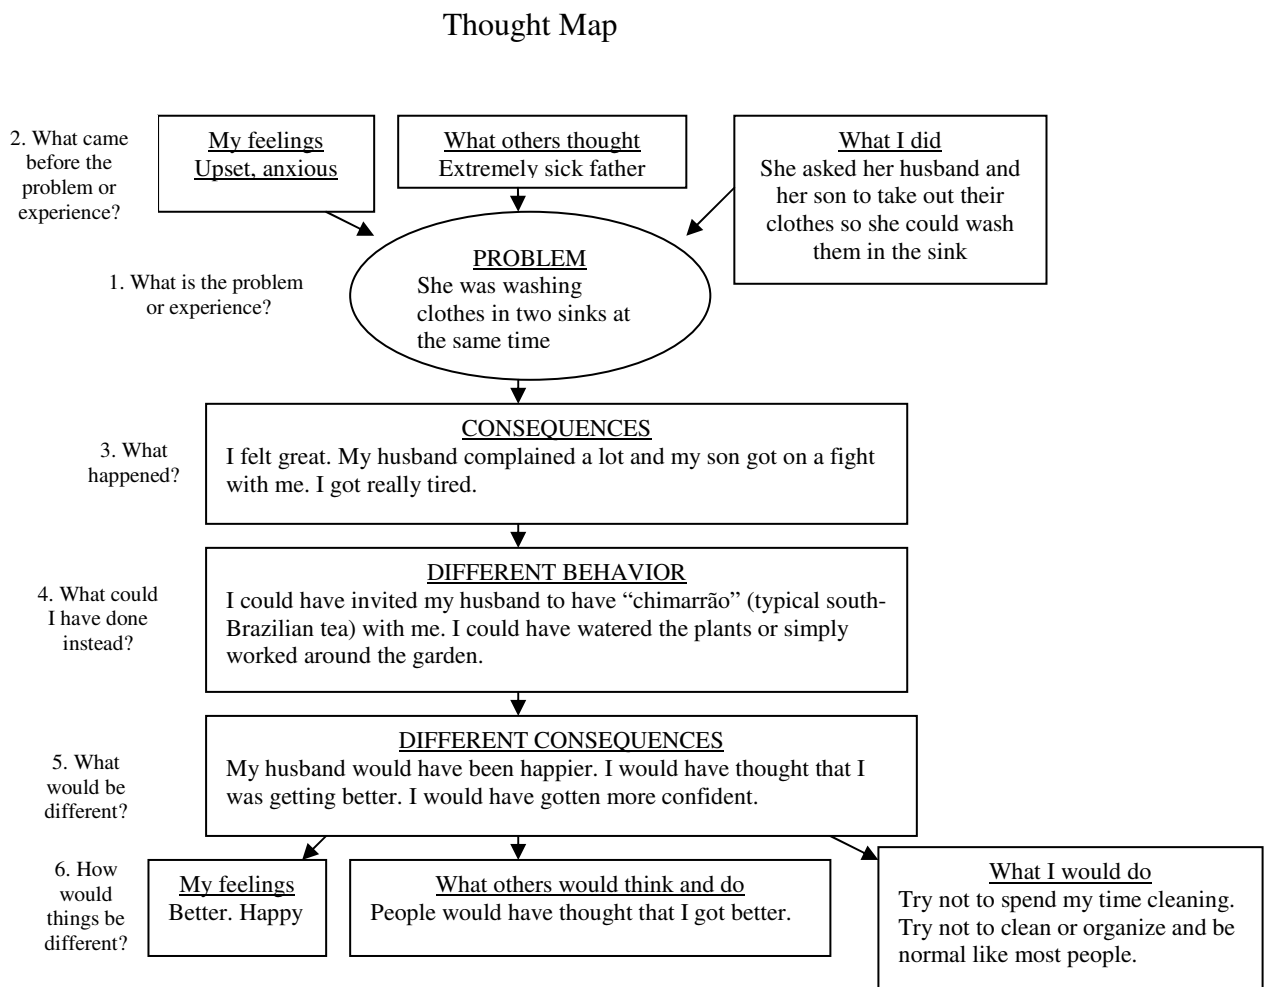 Thought Map
2. What came
before the
problem or
experience?
My feelings
Upset, anxious
What others thought
Extremely sick father
What I did
She asked her husband and
her son to take out their
clothes so she could wash
them in the sink
1. What is the problem
or experience?
PROBLEM
She was washing
clothes in two sinks at
the same time
3. What
happened?
CONSEQUENCES
I felt great. My husband complained a lot and my son got on a fight
with me. I got really tired.
4. What could
I have done
instead?
DIFFERENT BEHAVIOR
I could have invited my husband to have “chimarrão” (typical south-
Brazilian tea) with me. I could have watered the plants or simply
worked around the garden.
5. What
would be
different?
DIFFERENT CONSEQUENCES
My husband would have been happier. I would have thought that I
was getting better. I would have gotten more confident.
6. How
would
things be
different?
My feelings
Better. Happy
What others would think and do
People would have thought that I got better.
What I would do
Try not to spend my time cleaning.
Try not to clean or organize and be
normal like most people.